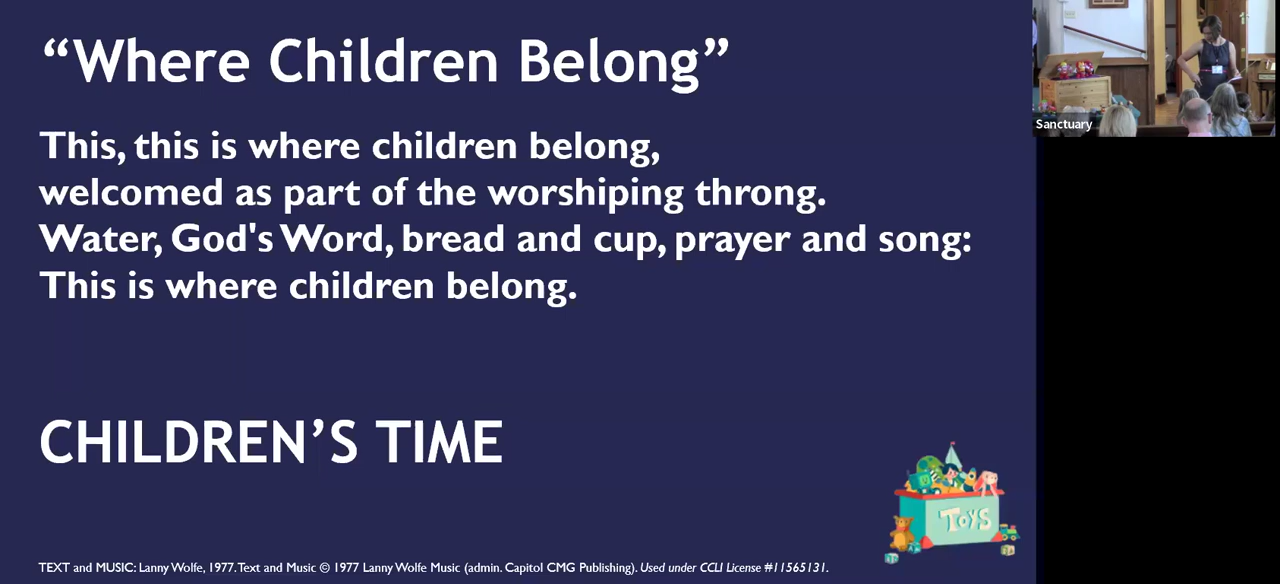 “Where Children Belong”
This, this is where children belong,
welcomed as part of the worshiping throng.
Water, God's Word, bread and cup, prayer and song:
This is where children belong.
CHILDREN’S TIME
TOYS
TEXT and MUSIC: Lanny Wolfe, 1977. Text and Music © 1977 Lanny Wolfe Music (admin. Capitol CMG Publishing). Used under CCLI License #11565131.
Sanctuary